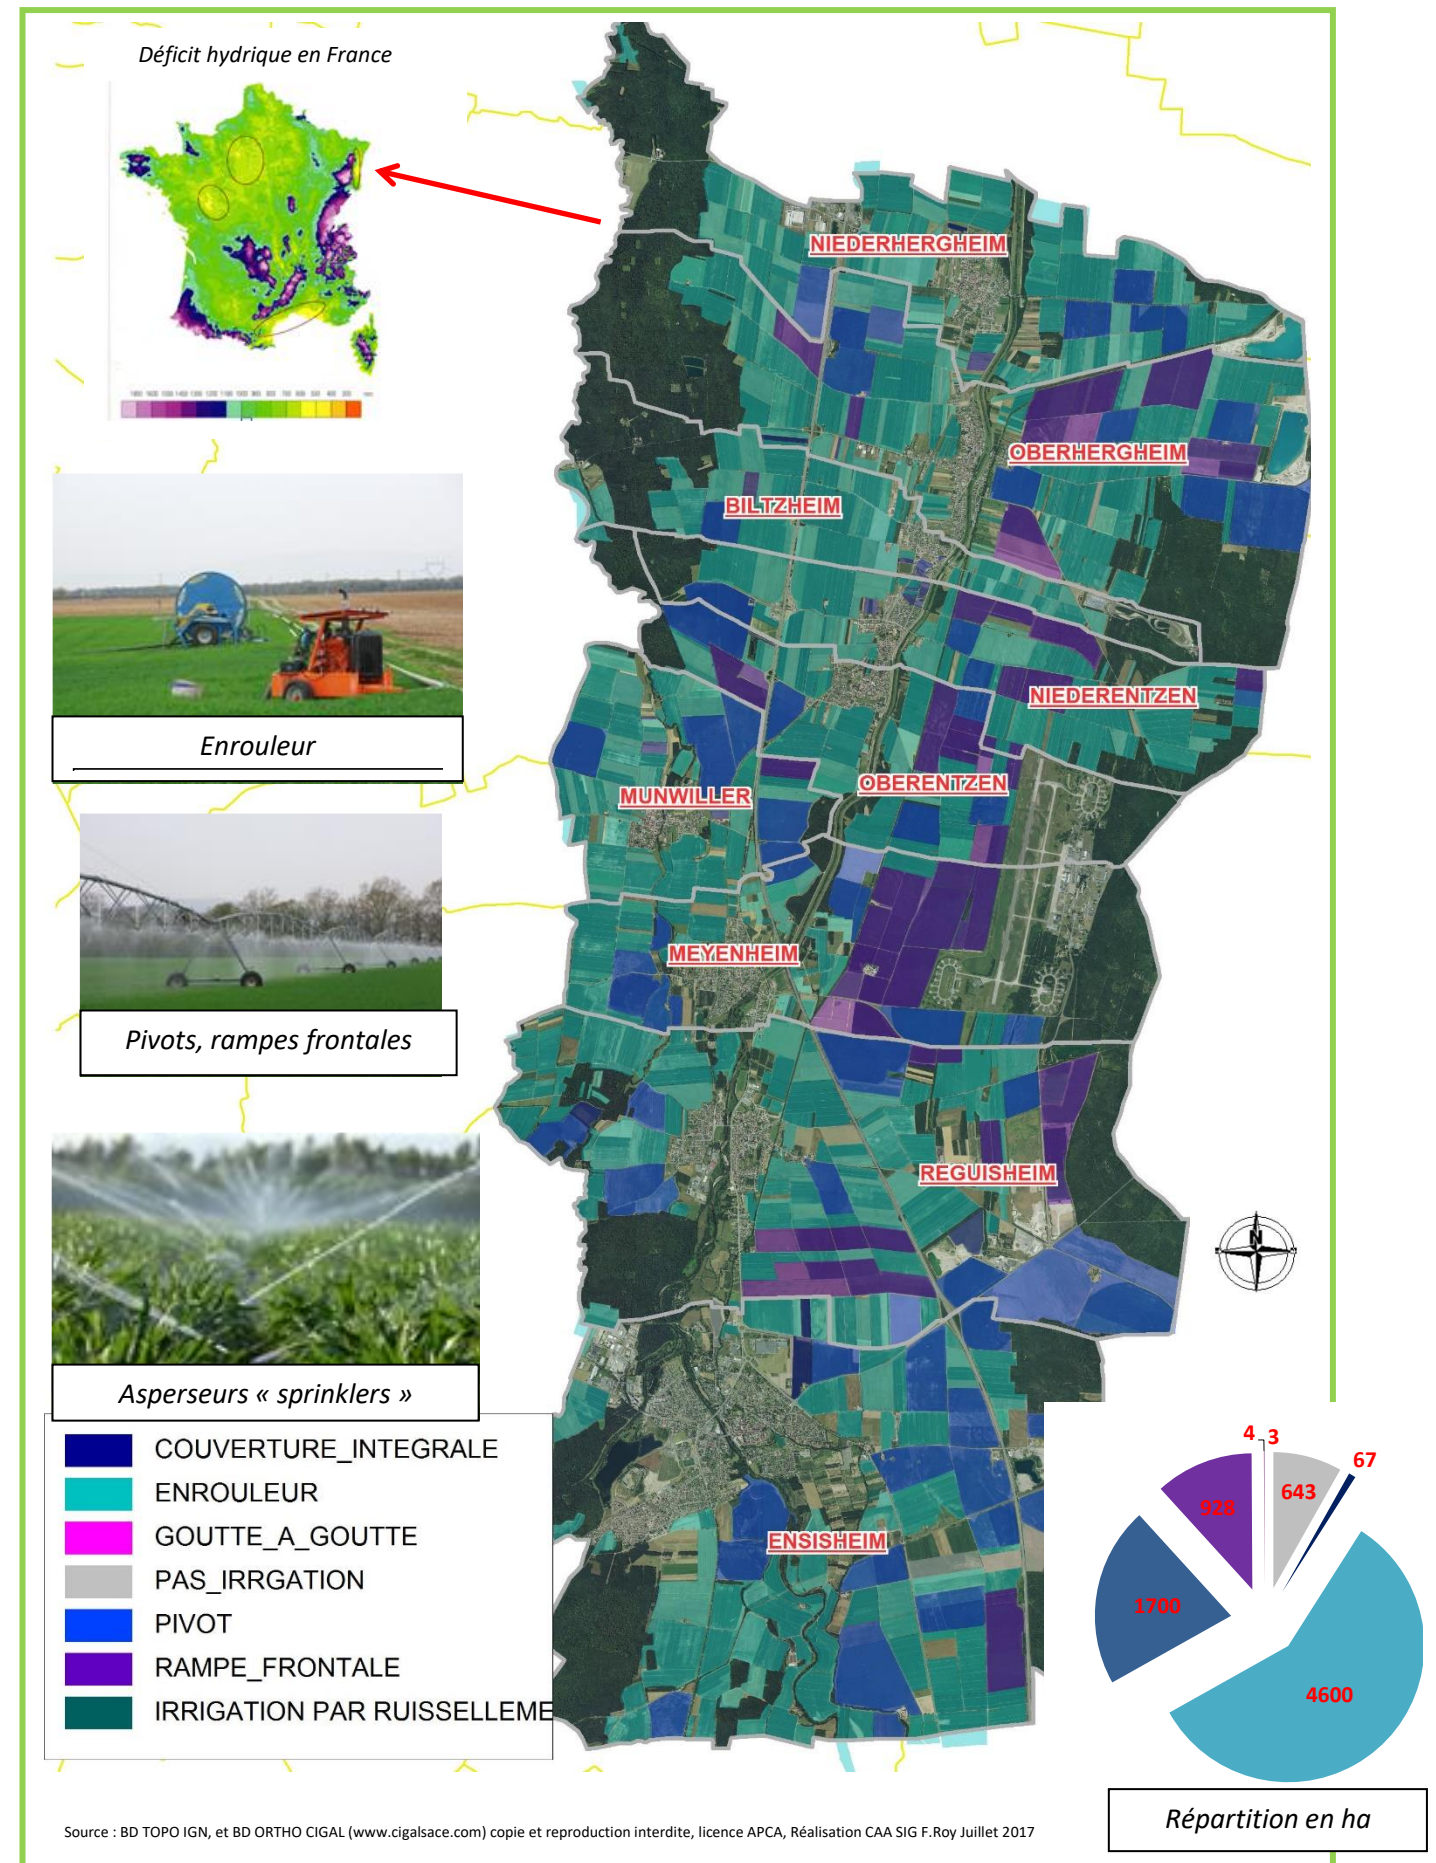 Déficit hydrique en France
NIEDERHERGHEIM
OBERHERGHEIM
BILTZHEIM
Enrouleur
NIEDERENTZEN
OBERENTZEN
MUNWILLER
MEYENHEIM
Pivots, rampes frontales
REGUISHEIM
N
Asperseurs « sprinklers »
COUVERTURE_INTEGRALE
ENROULEUR
GOUTTE_A_GOUTTE
PAS_IRRGATION
PIVOT
RAMPE_FRONTALE
IRRIGATION PAR RUISSELLEME
ENSISHEIM
4
3
67
643
928
1700
4600
Répartition en ha
Source : BD TOPO IGN, et BD ORTHO CIGAL (www.cigalsace.com) copie et reproduction interdite, licence APCA, Réalisation CAA SIG F.Roy Juillet 2017